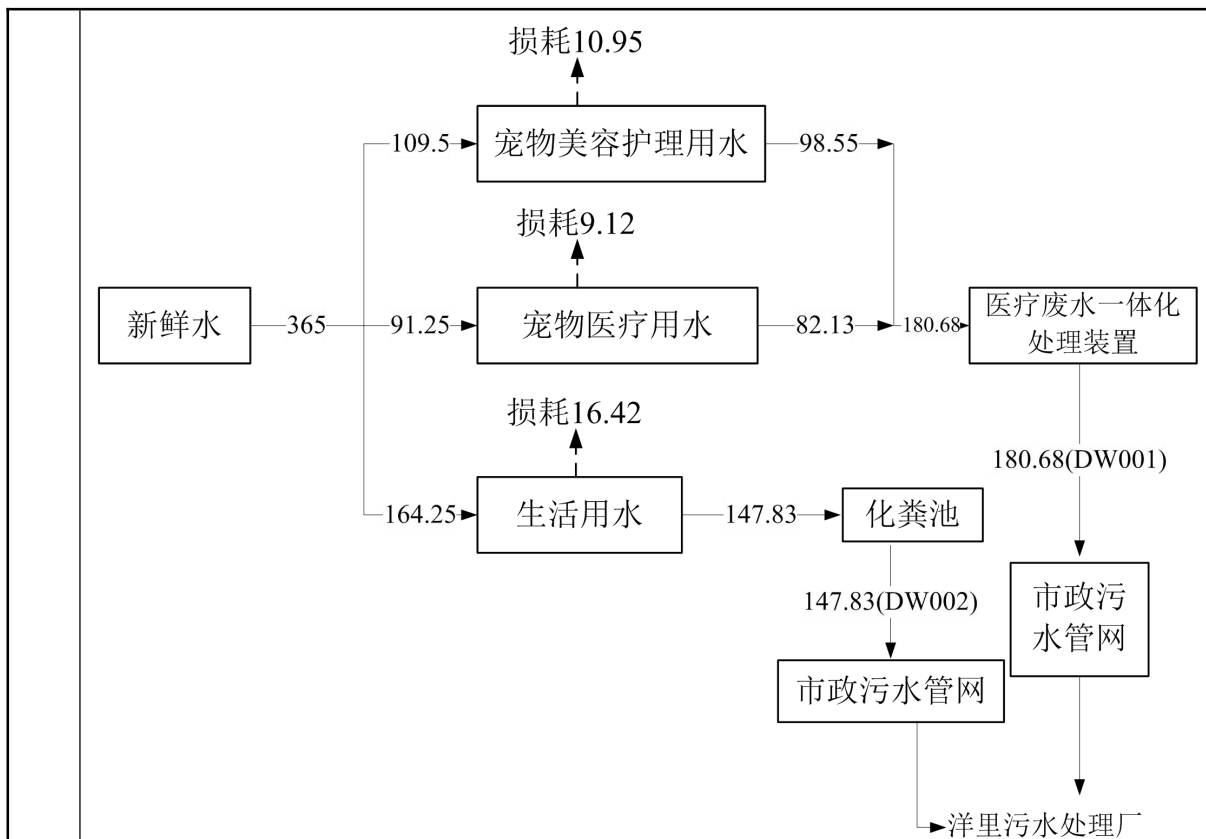 损耗10.95
宠物美容护理用水
109.5
98.55
损耗9.12
新鲜水
365
91.25
宠物医疗用水
82.13
180.68
医疗废水一体化
处理装置
损耗16.42
180.68(DW001)
164.25
生活用水
147.83
化粪池
147.83(DW002)
市政污
水管网
市政污水管网
洋里污水处理厂